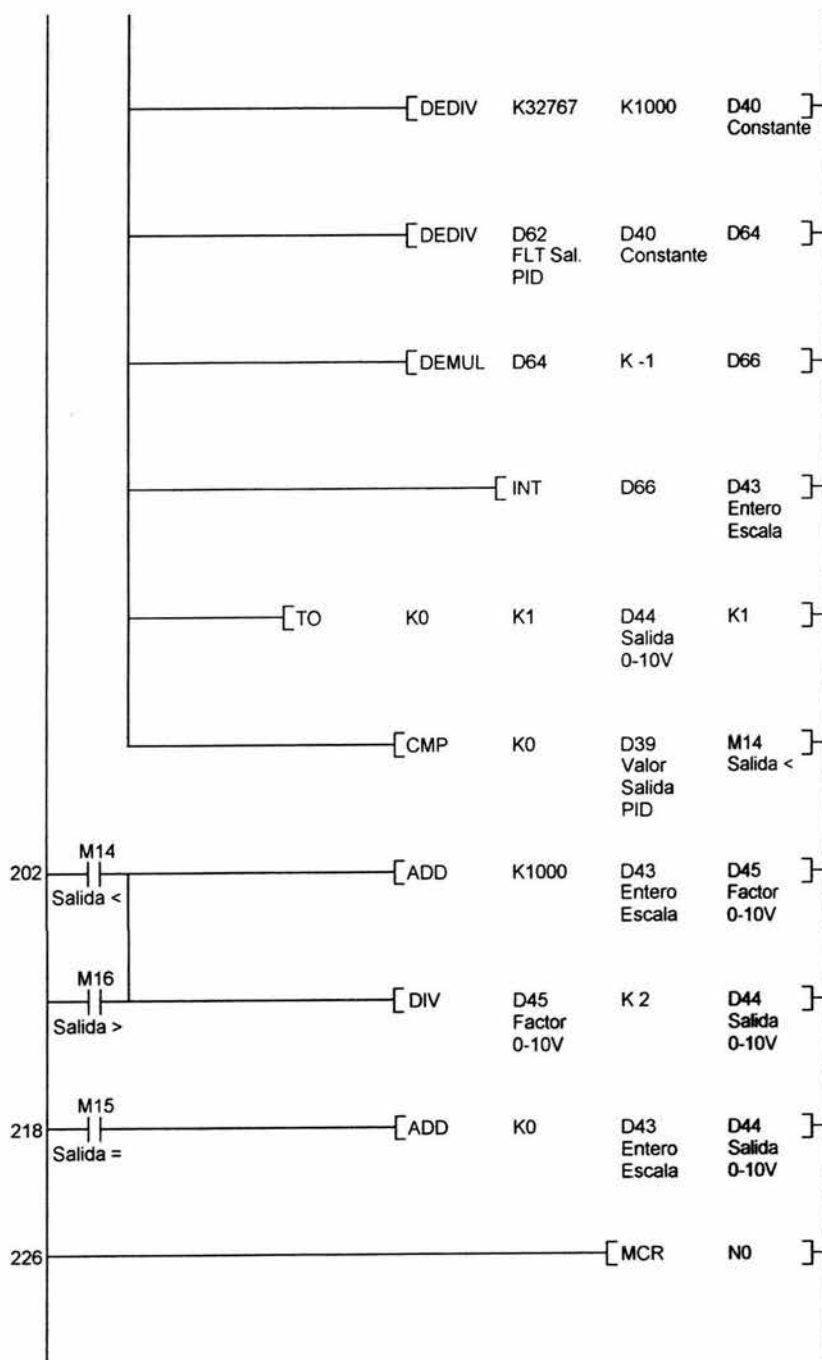 DEDIV K32767 K1000 D40
Constante
DEDIV D62 D40 D64
FLT Sal. Constante
PID
DEMUL D64 K -1 D66
INT D66 D43
Entero
Escala
TO K0 K1 D44 K1
Salida
0-10V
CMP K0 D39 M14
Valor Salida <
Salida
PID
M14
202 ADD K1000 D43 D45
Salida < Entero Factor
Escala 0-10V
M16
DIV D45 K 2 D44
Salida > Factor Salida
0-10V 0-10V
M15
218 ADD K0 D43 D44
Salida = Entero Salida
Escala 0-10V
226 MCR N0